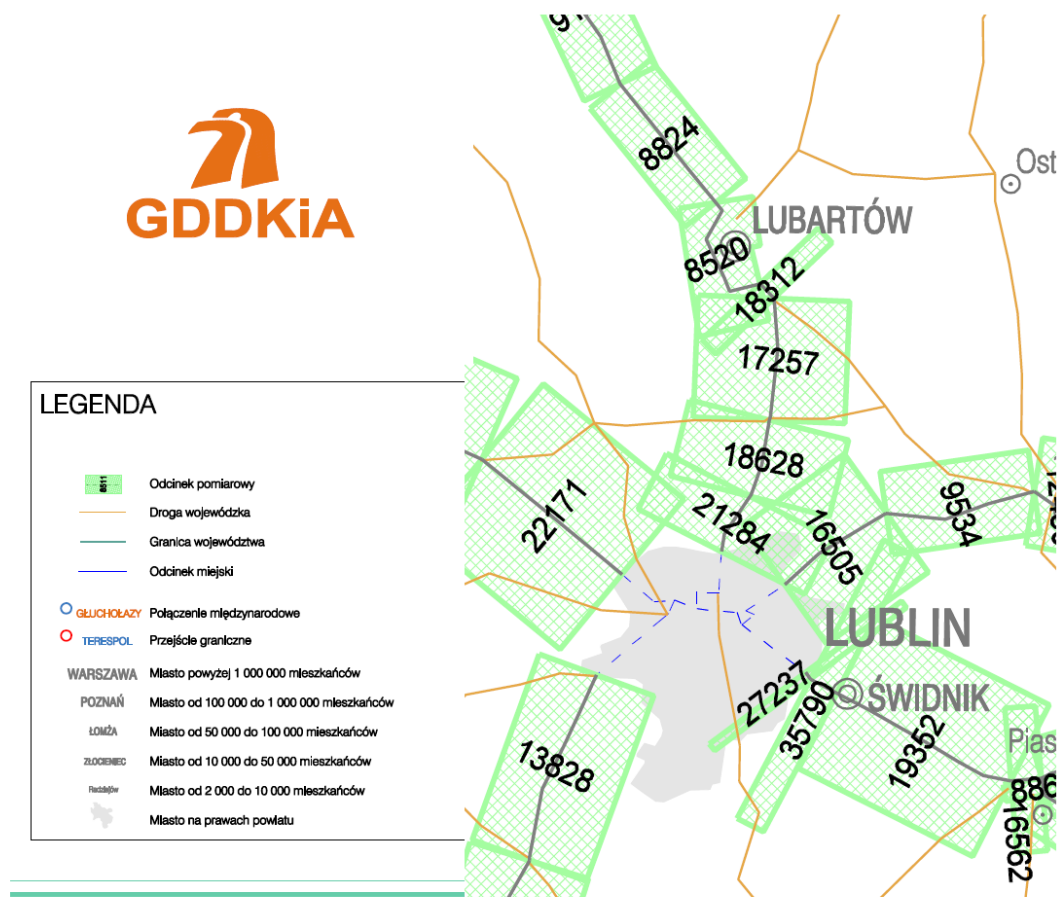 GDDKiA
LEGENDA
8511
Odcinek pomiarowy
Droga wojewódzka
Granica województwa
Odcinek miejski
GŁUCHOŁAZY Połączenie międzynarodowe
TERESPOL Przejście graniczne
WARSZAWA Miasto powyżej 1 000 000 mieszkańców
POZNAŃ Miasto od 100 000 do 1 000 000 mieszkańców
ŁOMŻA Miasto od 50 000 do 100 000 mieszkańców
ZŁOCIENIEC Miasto od 10 000 do 50 000 mieszkańców
Radziejów Miasto od 2 000 do 10 000 mieszkańców
Miasto na prawach powiatu
8824
Ost
LUBARTÓW
8520
18312
17257
18628
22171
21284
16505
9534
LUBLIN
27237
35790
ŚWIDNIK
13828
19352
Pias
886
16562